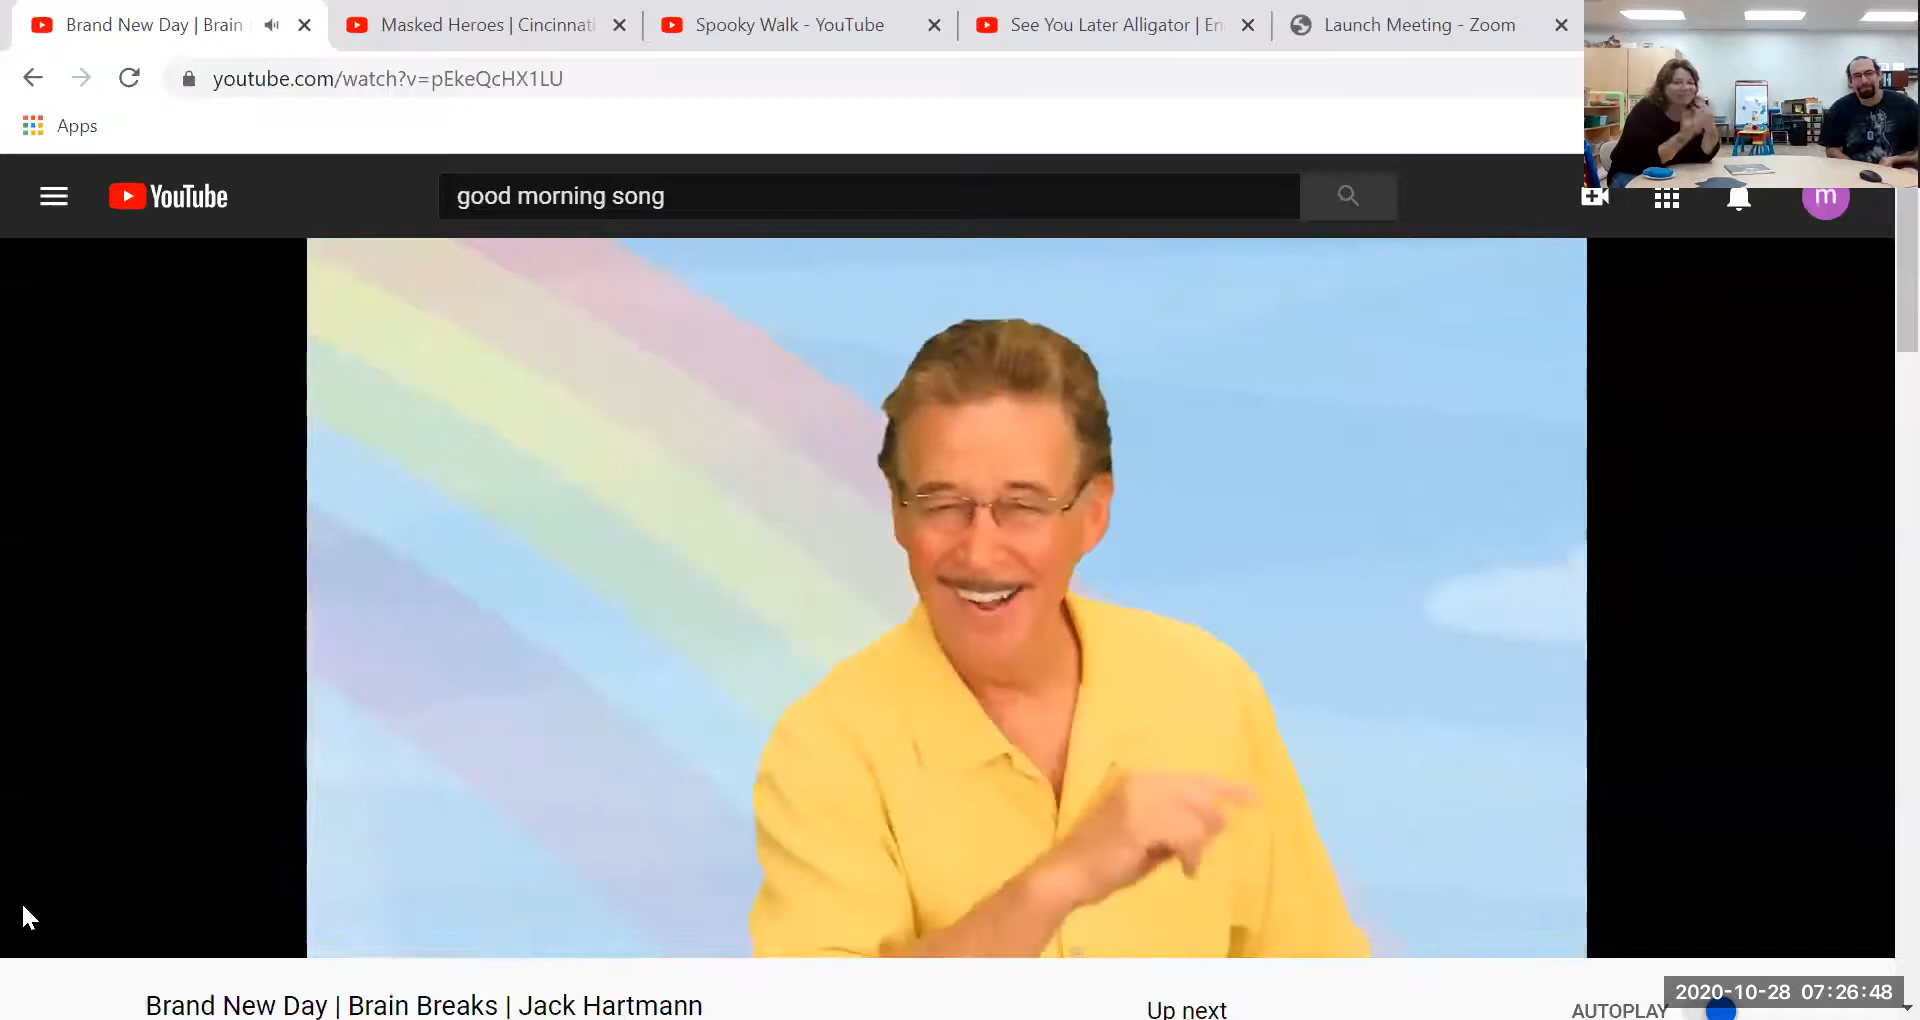 Brand New Day | Brain
Masked Heroes | Cincinnati
Spooky Walk - YouTube
See You Later Alligator | En
Launch Meeting - Zoom
youtube.com/watch?v=pEkeQcHX1LU
Apps
YouTube
good morning song
m
Brand New Day | Brain Breaks | Jack Hartmann
Up next
AUTOPLAY
2020-10-28 07:26:48